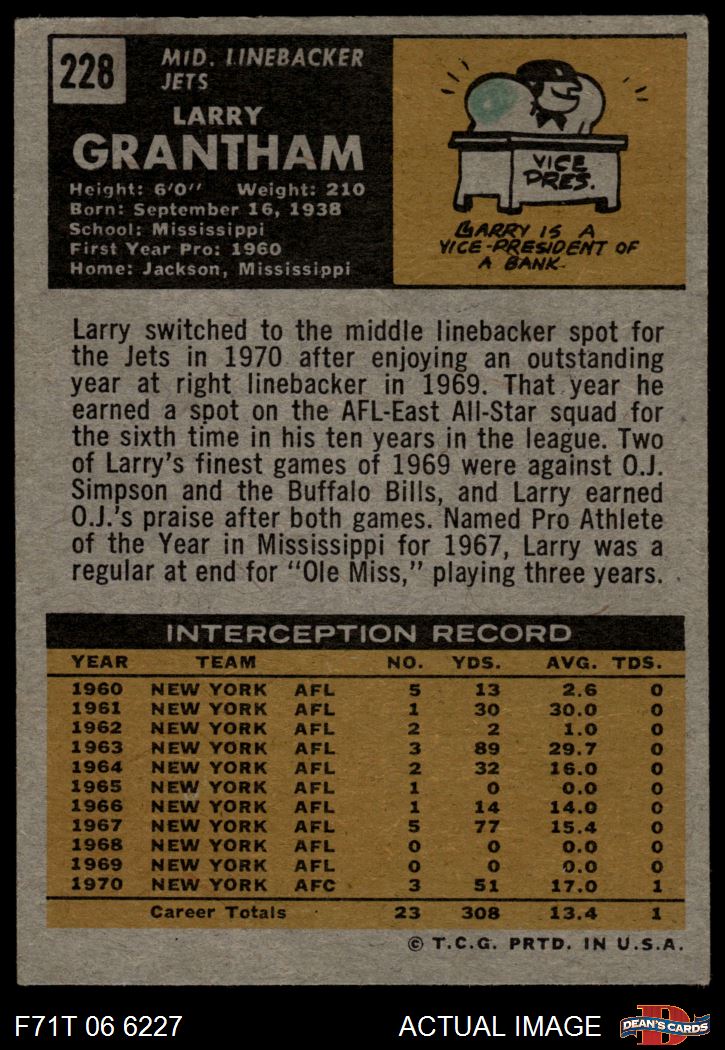 228
MID. LINEBACKER
JETS
LARRY
GRANTHAM
Height: 6'0" Weight: 210
Born: September 16, 1938
School: Mississippi
First Year Pro: 1960
Home: Jackson, Mississippi
VICE
PRES.
LARRY IS A
VICE-PRESIDENT OF
A BANK.
Larry switched to the middle linebacker spot for
the Jets in 1970 after enjoying an outstanding
year at right linebacker in 1969. That year he
earned a spot on the AFL-East All-Star squad for
the sixth time in his ten years in the league. Two
of Larry's finest games of 1969 were against O.J.
Simpson and the Buffalo Bills, and Larry earned
O.J.'s praise after both games. Named Pro Athlete
of the Year in Mississippi for 1967, Larry was a
regular at end for "Ole Miss," playing three years.
INTERCEPTION RECORD
YEAR TEAM NO. YDS. AVG. TDS.
1960 NEW YORK AFL 5 13 2.6 0
1961 NEW YORK AFL 1 30 30.0 0
1962 NEW YORK AFL 2 2 1.0 0
1963 NEW YORK AFL 3 89 29.7 0
1964 NEW YORK AFL 2 32 16.0 0
1965 NEW YORK AFL 1 0 0.0 0
1966 NEW YORK AFL 1 14 14.0 0
1967 NEW YORK AFL 5 77 15.4 0
1968 NEW YORK AFL 0 0 0.0 0
1969 NEW YORK AFL 0 0 0.0 0
1970 NEW YORK AFC 3 51 17.0 1
Career Totals 23 308 13.4 1
© T.C.G. PRTD. IN U.S.A.
F71T 06 6227 ACTUAL IMAGE D DEAN'S CARDS